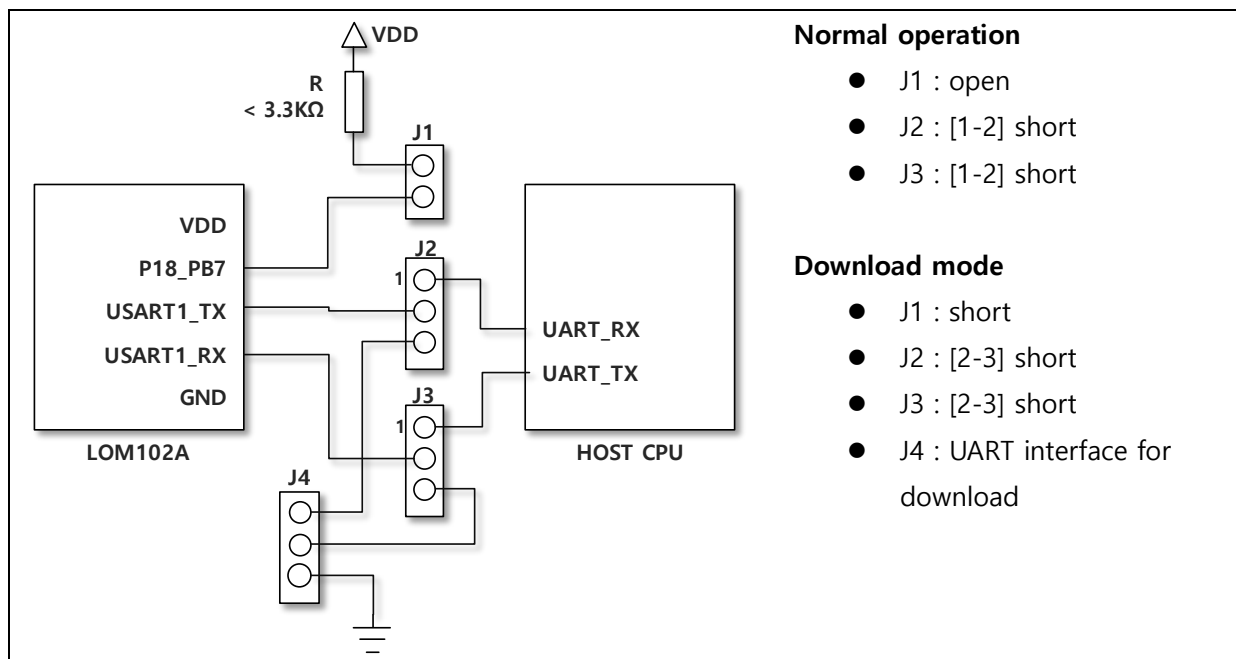 VDD
R
< 3.3KΩ
J1
VDD
P18_PB7
USART1_TX
USART1_RX
GND
LOM102A
J2
1
J3
1
J4
UART_RX
UART_TX
HOST CPU
Normal operation
● J1 : open
● J2 : [1-2] short
● J3 : [1-2] short
Download mode
● J1 : short
● J2 : [2-3] short
● J3 : [2-3] short
● J4 : UART interface for
download